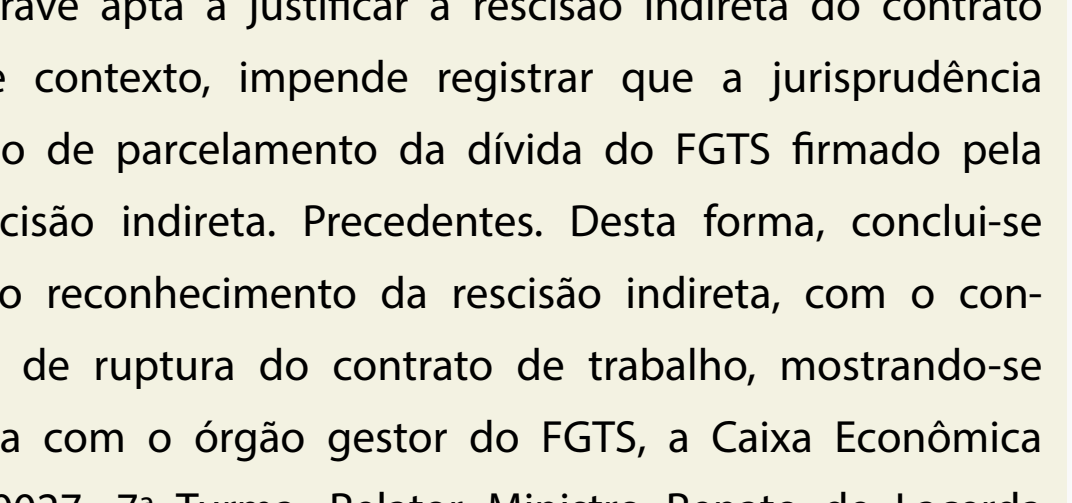 rave apta a justificar a rescisão indireta do contrato
contexto, impende registrar que a jurisprudência
o de parcelamento da dívida do FGTS firmado pela
cisão indireta. Precedentes. Desta forma, conclui-se
o reconhecimento da rescisão indireta, com o con-
de ruptura do contrato de trabalho, mostrando-se
a com o órgão gestor do FGTS, a Caixa Econômica
7ª Turma, Relator Ministro Renato de Lacerda